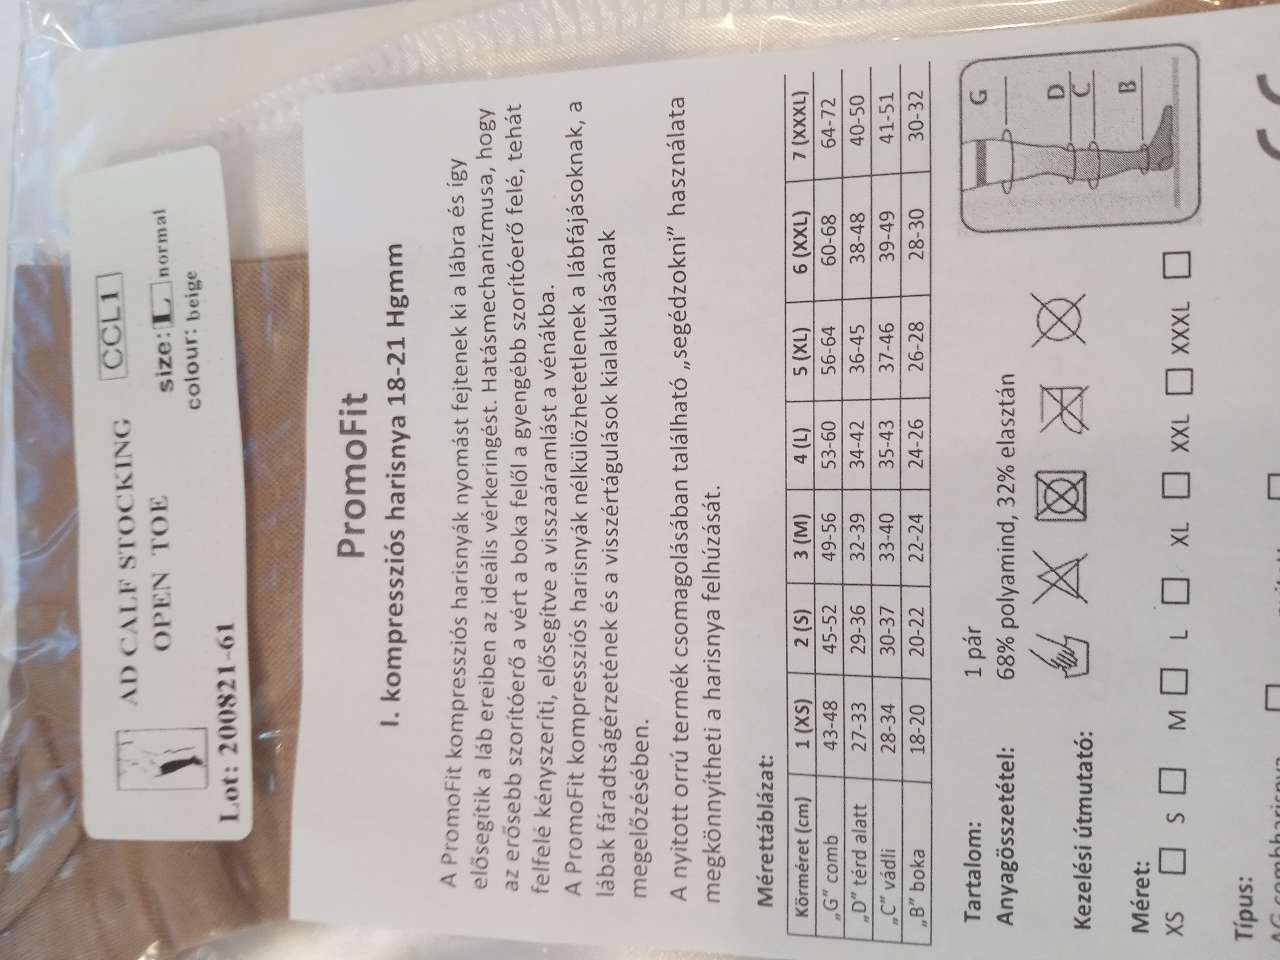 AD CALF STOCKING CCL1
OPEN TOE size: L normal
colour: beige
Lot: 200821-61
PromoFit
I. kompressziós harisnya 18-21 Hgmm
A PromoFit kompressziós harisnyák nyomást fejtenek ki a lábra és így
elősegítik a láb ereiben az ideális vérkeringést. Hatásmechanizmusa, hogy
az erősebb szorítóerő a vért a boka felől a gyengébb szorítóerő felé, tehát
felfelé kényszeríti, elősegítve a visszaáramlást a vénákba.
A PromoFit kompressziós harisnyák nélkülözhetetlenek a lábfájásoknak, a
lábak fáradtságérzetének és a visszértágulások kialakulásának
megelőzésében.
A nyitott orrú termék csomagolásában található „segédzokni” használata
megkönnyítheti a harisnya felhúzását.
Mérettáblázat:
Körméret (cm) 1 (XS) 2 (S) 3 (M) 4 (L) 5 (XL) 6 (XXL) 7 (XXXL)
„G” comb 43-48 45-52 49-56 53-60 56-64 60-68 64-72
„D” térd alatt 27-33 29-36 32-39 34-42 36-45 38-48 40-50
„C” vádli 28-34 30-37 33-40 35-43 37-46 39-49 41-51
„B” boka 18-20 20-22 22-24 24-26 26-28 28-30 30-32
Tartalom: 1 pár
Anyagösszetétel: 68% polyamind, 32% elasztán
Kezelési útmutató:
G
D
C
B
Méret:
XS S M L XL XXL XXXL
Típus: